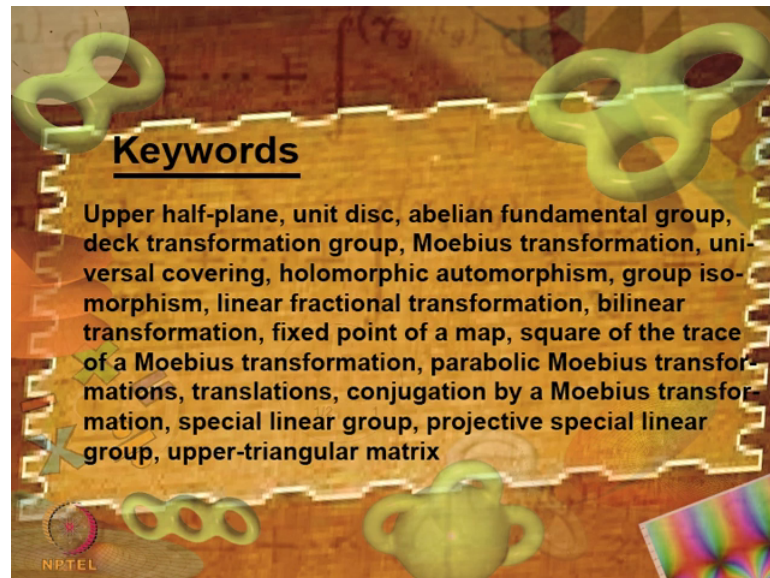 Keywords
Upper half-plane, unit disc, abelian fundamental group,
deck transformation group, Moebius transformation, uni-
versal covering, holomorphic automorphism, group iso-
morphism, linear fractional transformation, bilinear
transformation, fixed point of a map, square of the trace
of a Moebius transformation, parabolic Moebius transfor-
mations, translations, conjugation by a Moebius transfor-
mation, special linear group, projective special linear
group, upper-triangular matrix
NPTEL